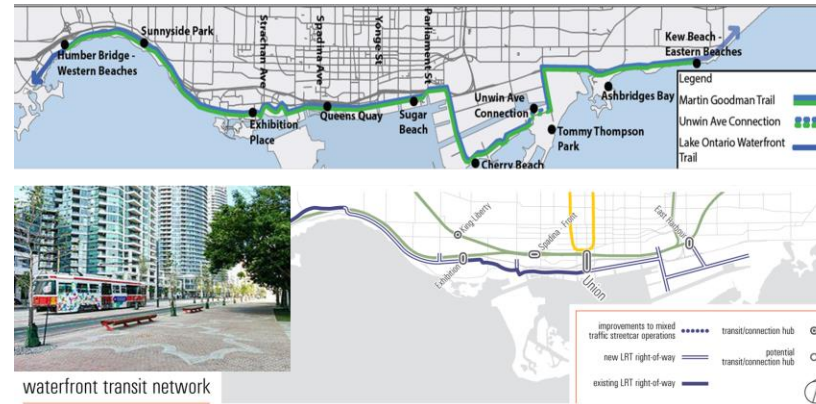 Sunnyside Park
Humber Bridge -
Western Beaches
Strachan Ave
Spadina Ave
Yonge St
Parliament St
Exhibition
Place
Queens Quay
Sugar
Beach
Unwin Ave
Connection
Cherry Beach
Tommy Thompson
Park
Ashbridges Bay
Kew Beach -
Eastern Beaches
Legend
Martin Goodman Trail
Unwin Ave Connection
Lake Ontario Waterfront
Trail
King-Liberty
Exhibition
Spadina - Front
Union
East Harbour
waterfront transit network
improvements to mixed
traffic streetcar operations
new LRT right-of-way
existing LRT right-of-way
transit/connection hub
potential
transit/connection hub